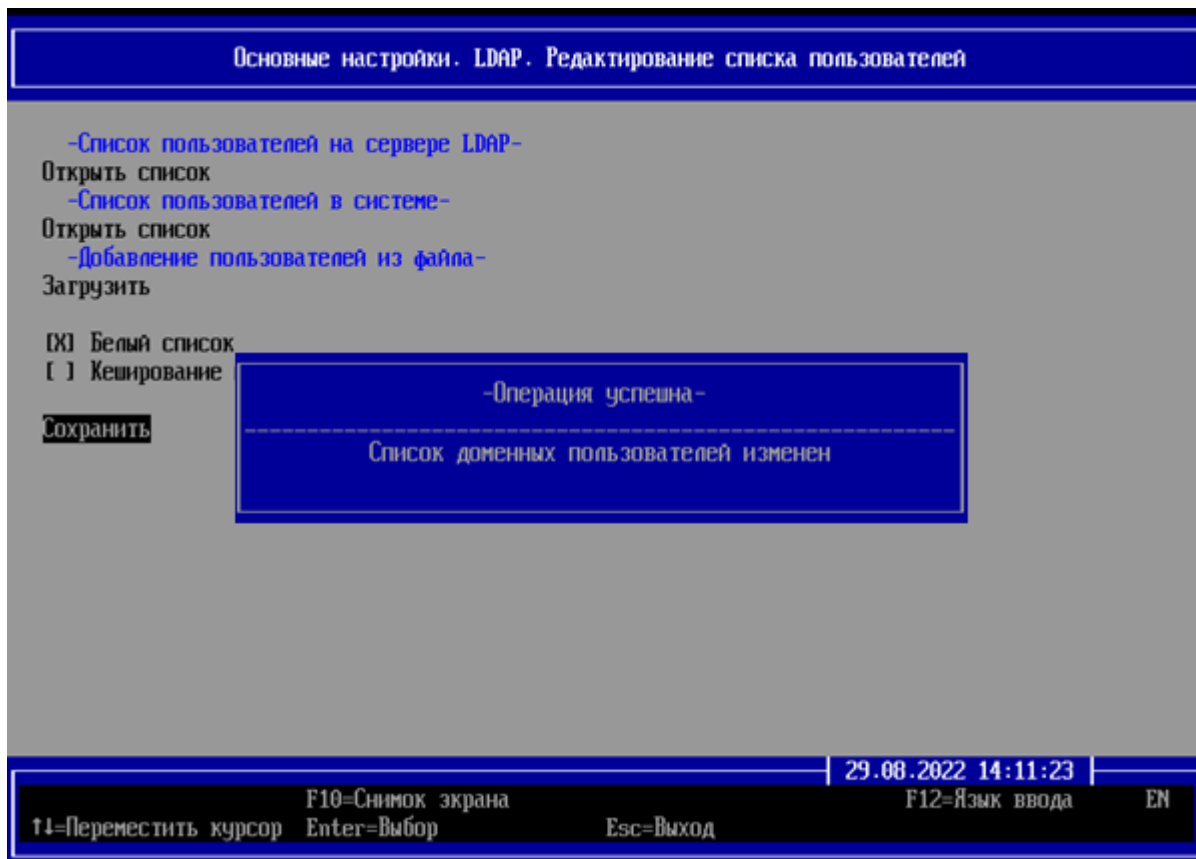 Основные настройки. LDAP. Редактирование списка пользователей
-Список пользователей на сервере LDAP-
Открыть список
-Список пользователей в системе-
Открыть список
-Добавление пользователей из файла-
Загрузить
[X] Белый список
[ ] Кеширование
-Операция успешна-
Сохранить
Список доменных пользователей изменен
29.08.2022 14:11:23
F10=Снимок экрана F12=Язык ввода EN
↑↓=Переместить курсор Enter=Выбор Esc=Выход